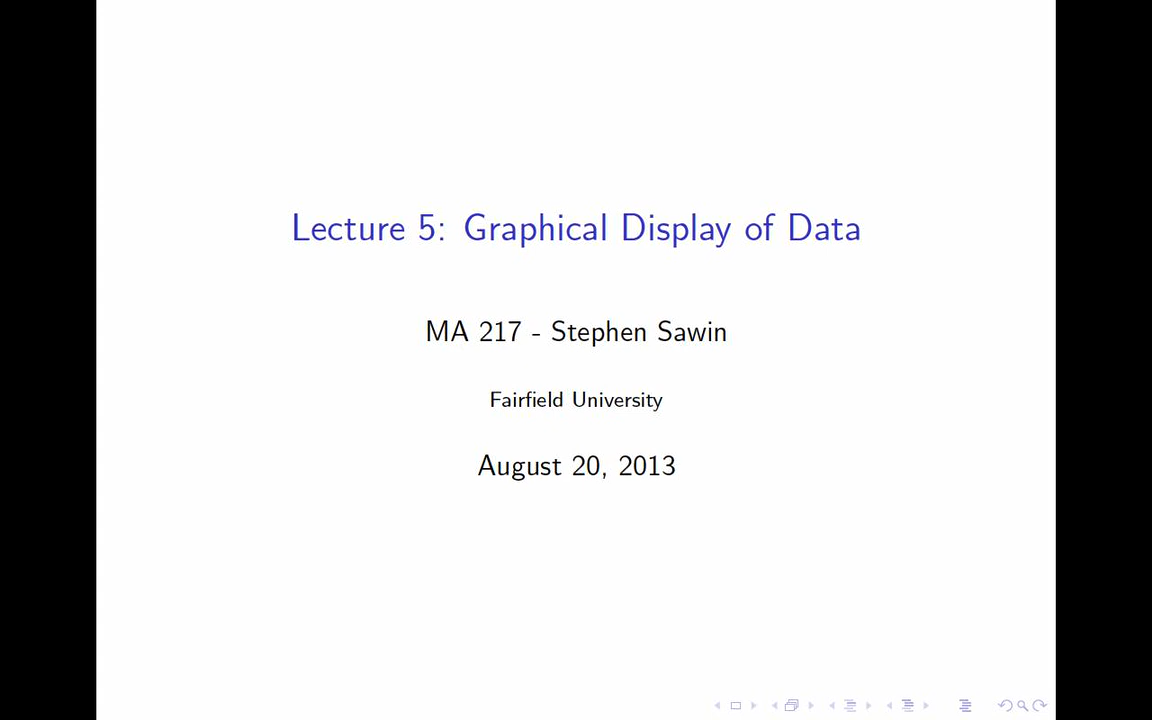 Lecture 5: Graphical Display of Data
MA 217 - Stephen Sawin
Fairfield University
August 20, 2013